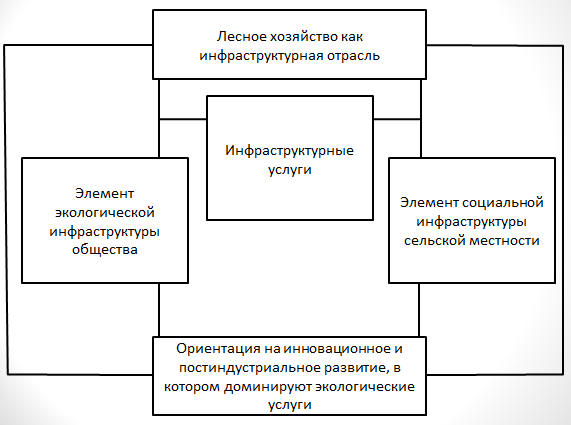 Лесное хозяйство как
инфраструктурная отрасль
Инфраструктурные
услуги
Элемент
экологической
инфраструктуры
общества
Элемент социальной
инфраструктуры
сельской местности
Ориентация на инновационное и
постиндустриальное развитие, в
котором доминируют экологические
услуги